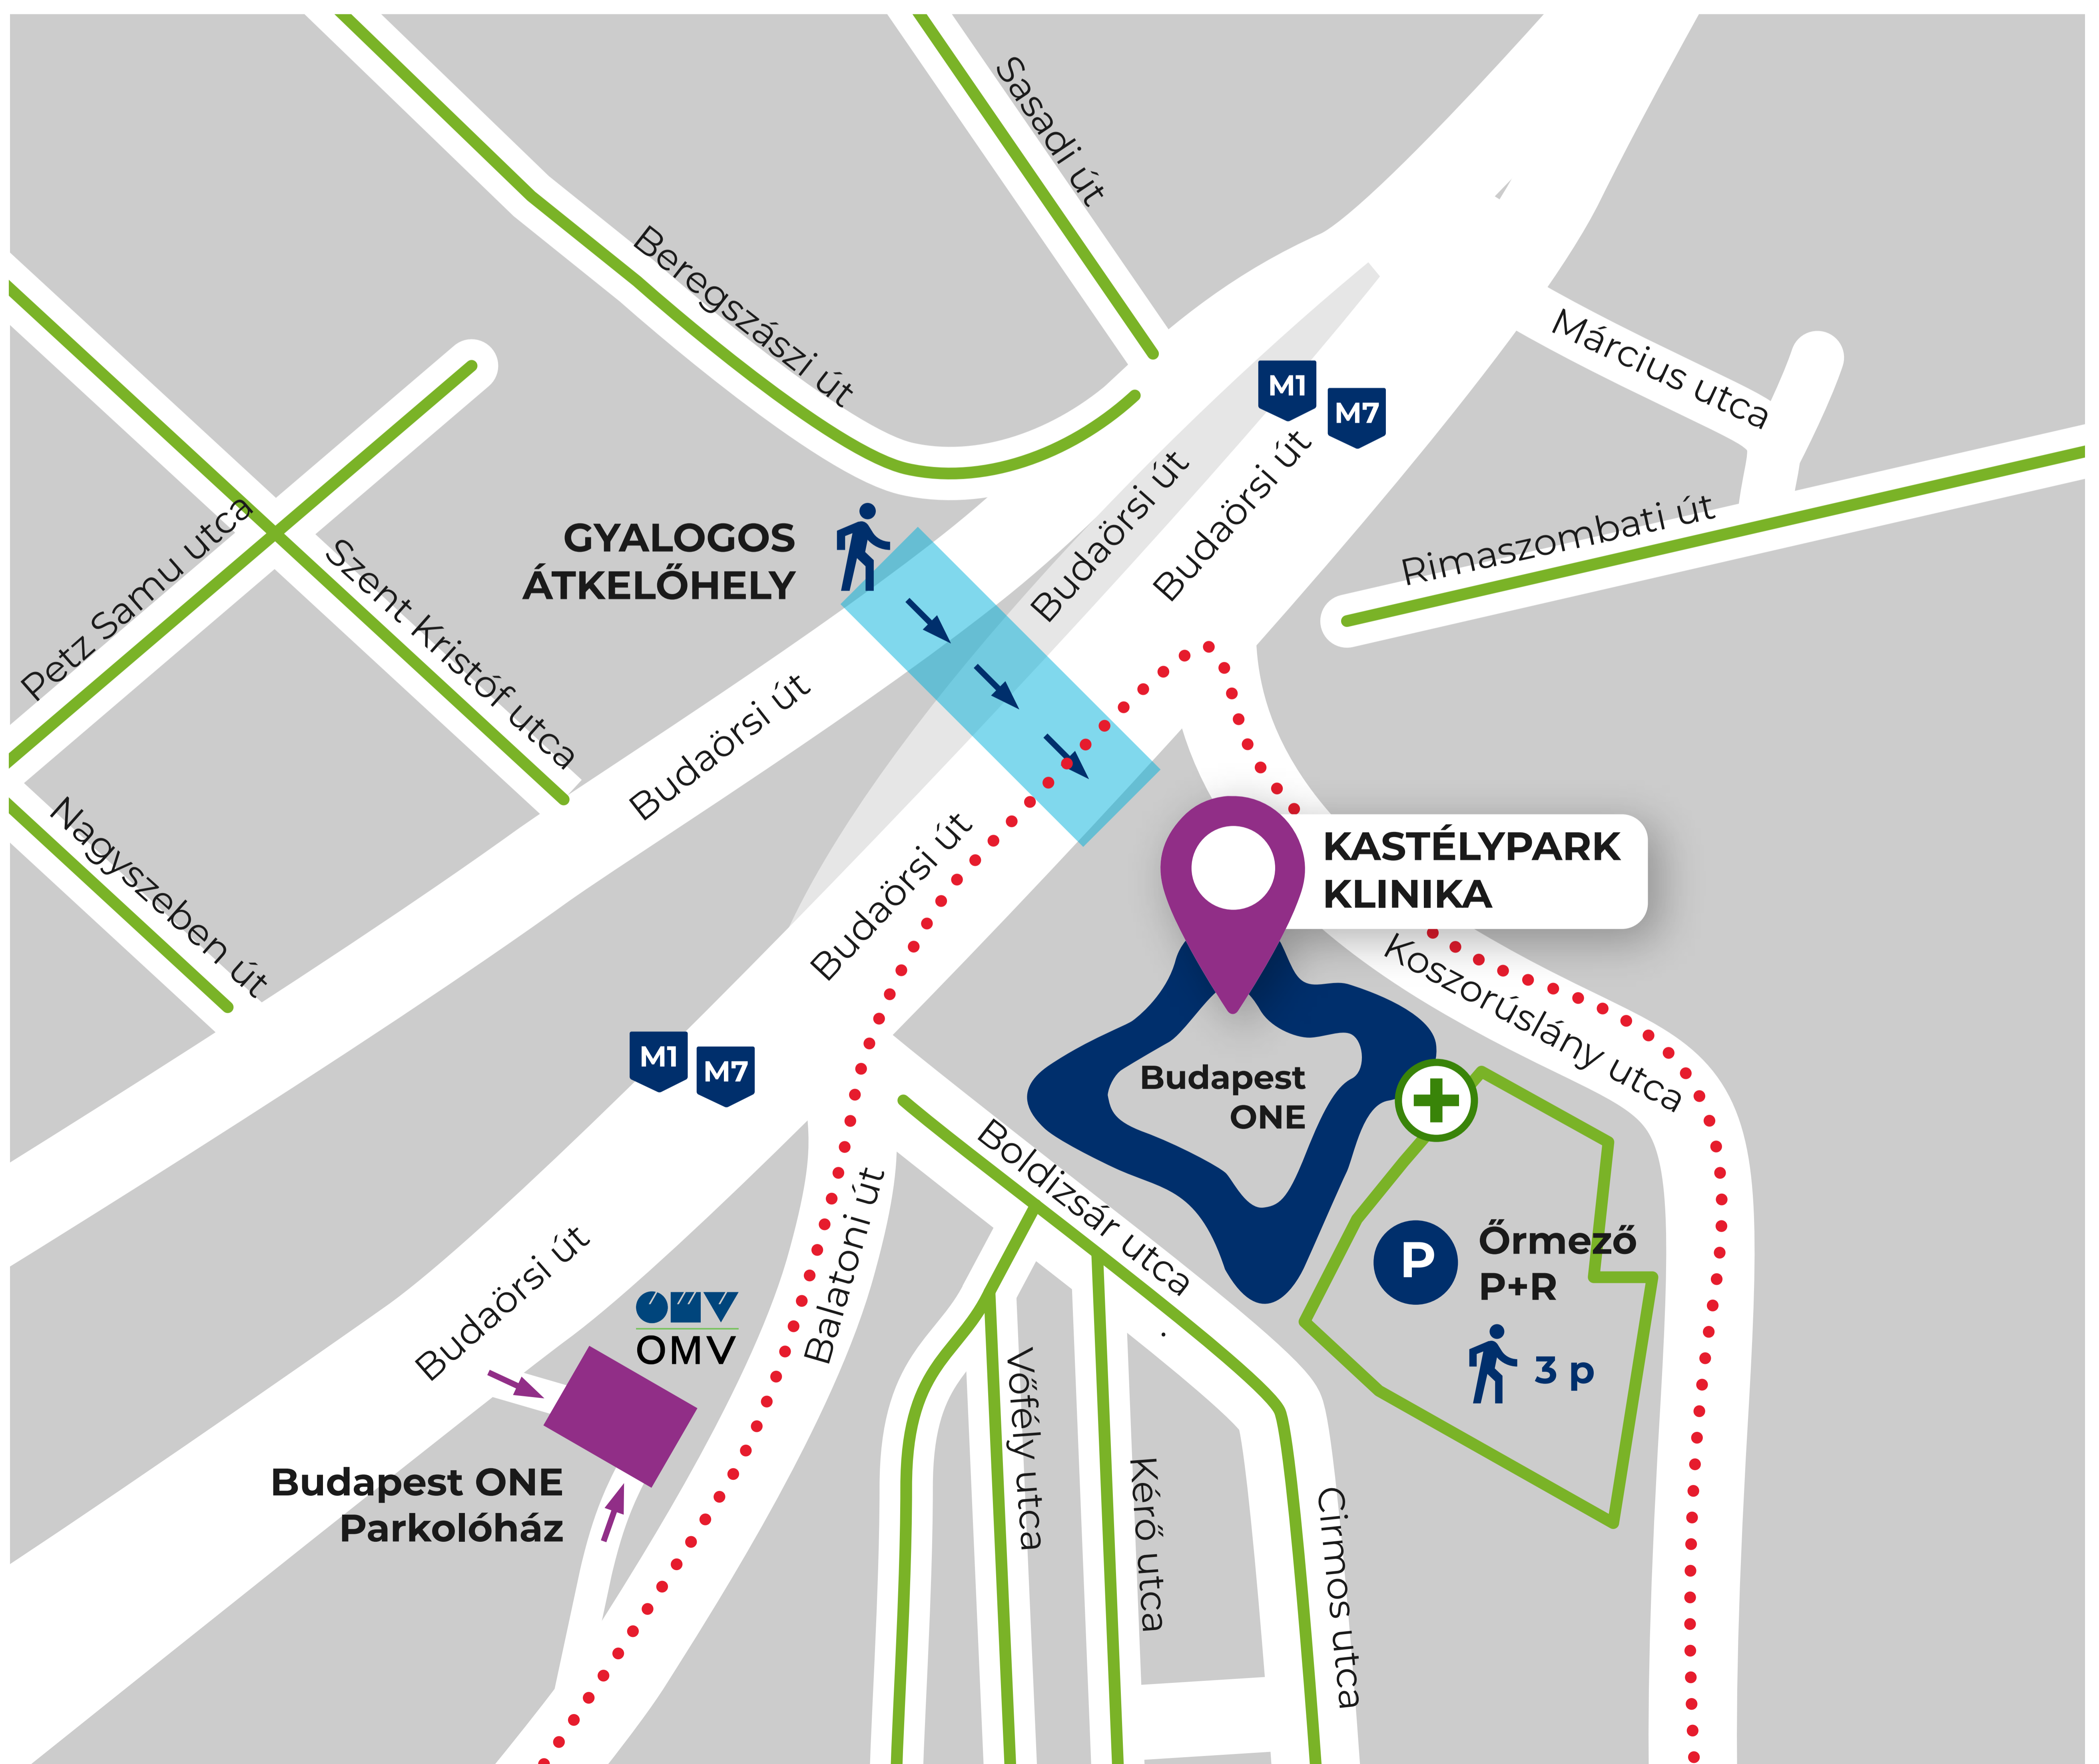 Sasadi út
Beregszászi út
Március utca
M1
M7
Budaörsi út
Budaörsi út
Rimaszombati út
GYALOGOS
ÁTKELŐHELY
Petz Samu utca
Szent Kristóf utca
Budaörsi út
Nagyszeben út
Budaörsi út
KASTÉLYPARK
KLINIKA
Koszorúslány utca
M1
M7
Budapest
ONE
Boldizsár utca
Balatoni út
Budaörsi út
OMV
OMV
P
Őrmező
P+R
3 p
Budapest ONE
Parkolóház
Vőfély utca
Kérő utca
Cirmos utca